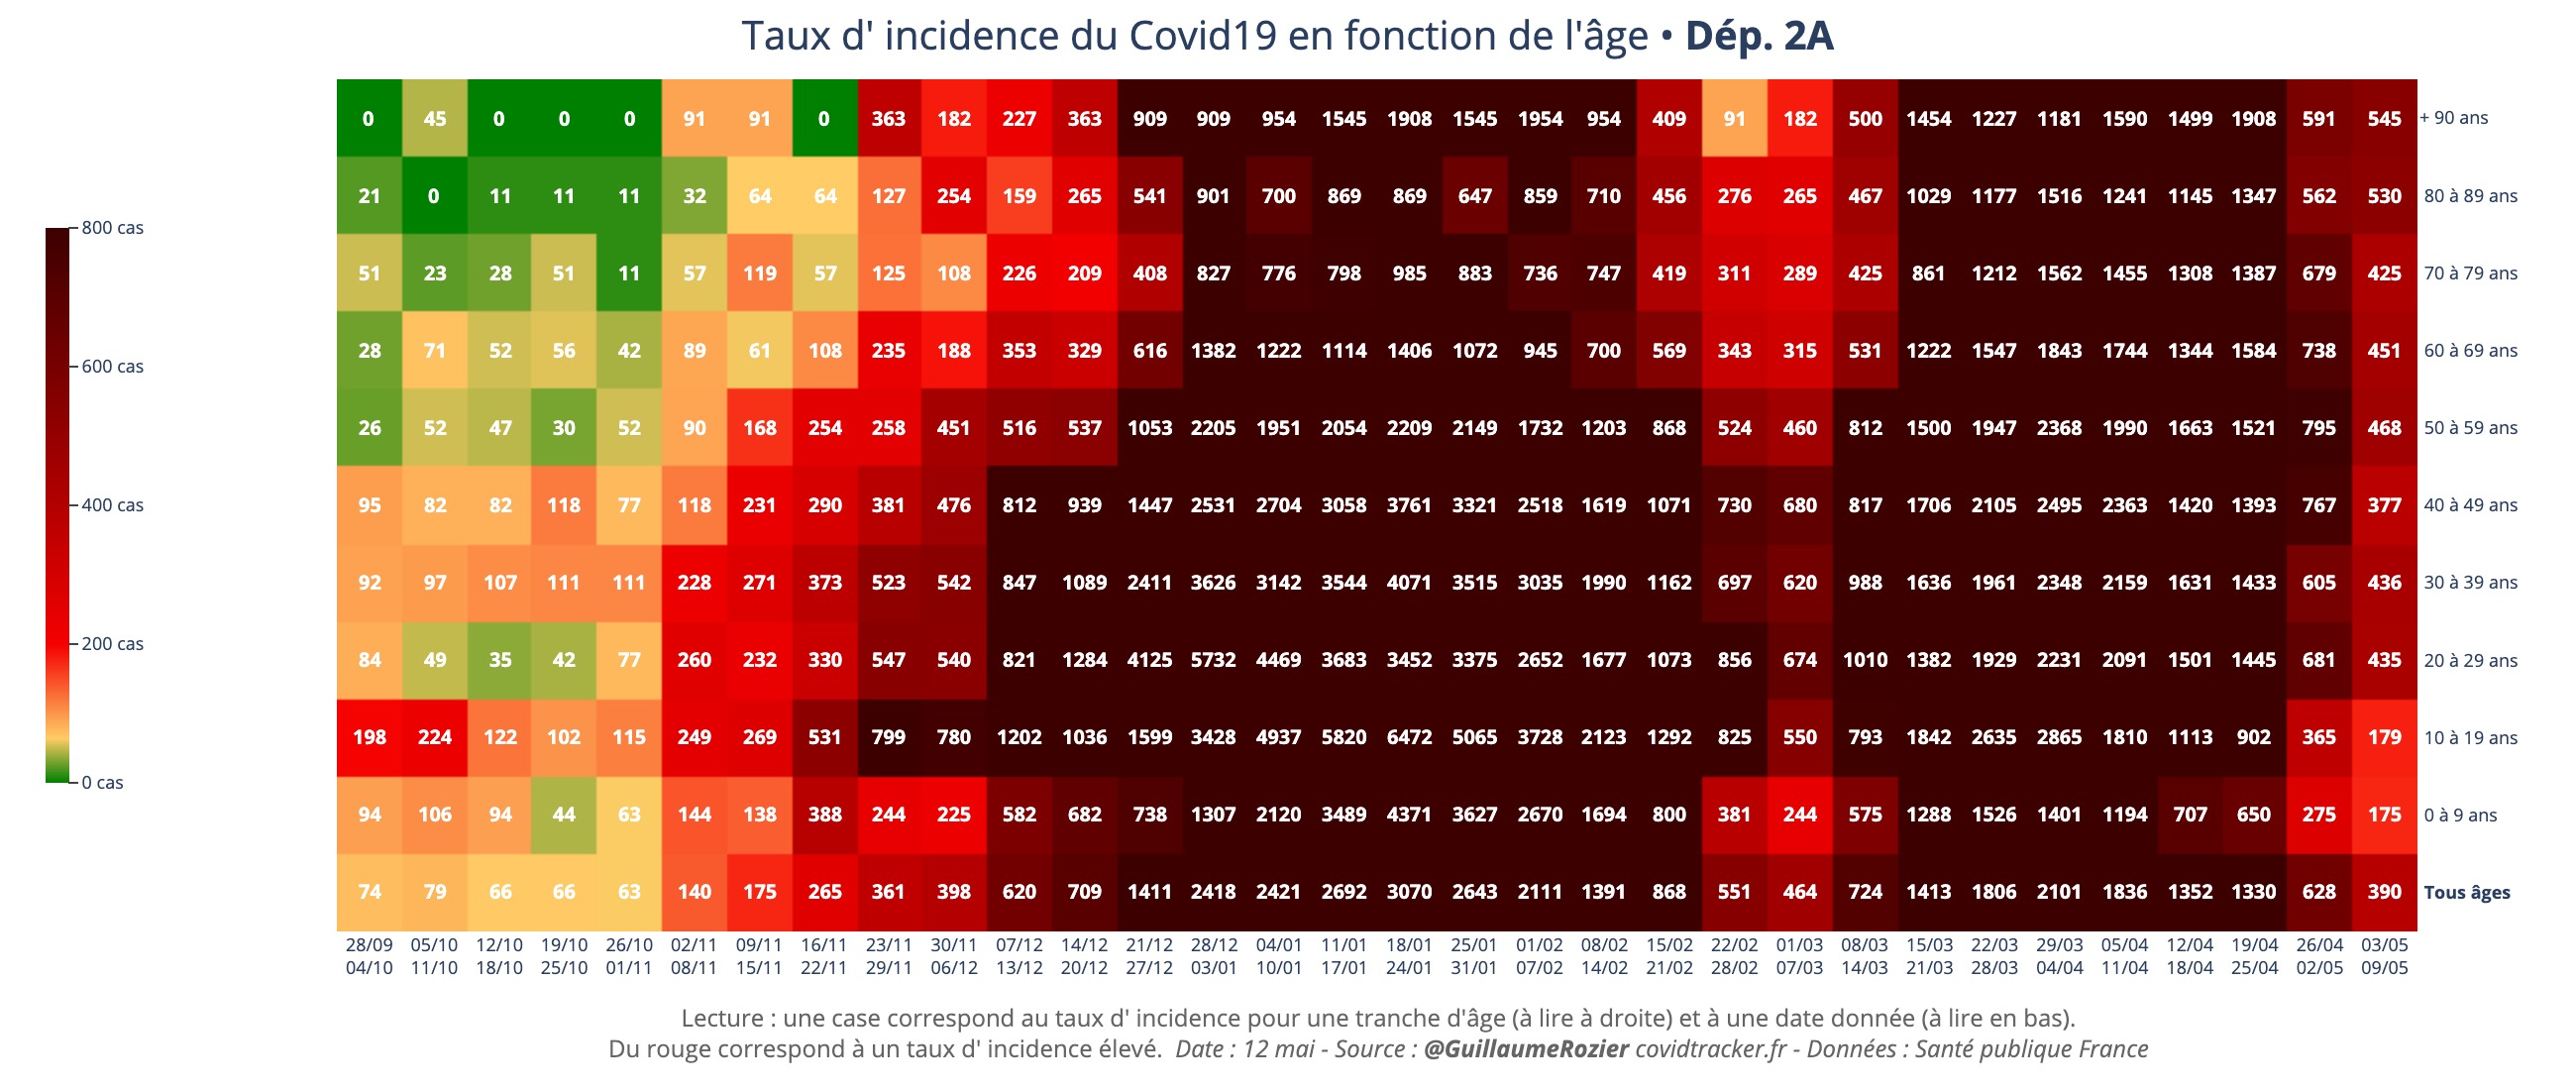 Taux d' incidence du Covid19 en fonction de l'âge • Dép. 2A
800 cas
600 cas
400 cas
200 cas
0 cas
0 45 0 0 0 91 91 0 363 182 227 363 909 909 954 1545 1908 1545 1954 954 409 91 182 500 1454 1227 1181 1590 1499 1908 591 545 + 90 ans
21 0 11 11 11 32 64 64 127 254 159 265 541 901 700 869 869 647 859 710 456 276 265 467 1029 1177 1516 1241 1145 1347 562 530 80 à 89 ans
51 23 28 51 11 57 119 57 125 108 226 209 408 827 776 798 985 883 736 747 419 311 289 425 861 1212 1562 1455 1308 1387 679 425 70 à 79 ans
28 71 52 56 42 89 61 108 235 188 353 329 616 1382 1222 1114 1406 1072 945 700 569 343 315 531 1222 1547 1843 1744 1344 1584 738 451 60 à 69 ans
26 52 47 30 52 90 168 254 258 451 516 537 1053 2205 1951 2054 2209 2149 1732 1203 868 524 460 812 1500 1947 2368 1990 1663 1521 795 468 50 à 59 ans
95 82 82 118 77 118 231 290 381 476 812 939 1447 2531 2704 3058 3761 3321 2518 1619 1071 730 680 817 1706 2105 2495 2363 1420 1393 767 377 40 à 49 ans
92 97 107 111 111 228 271 373 523 542 847 1089 2411 3626 3142 3544 4071 3515 3035 1990 1162 697 620 988 1636 1961 2348 2159 1631 1433 605 436 30 à 39 ans
84 49 35 42 77 260 232 330 547 540 821 1284 4125 5732 4469 3683 3452 3375 2652 1677 1073 856 674 1010 1382 1929 2231 2091 1501 1445 681 435 20 à 29 ans
198 224 122 102 115 249 269 531 799 780 1202 1036 1599 3428 4937 5820 6472 5065 3728 2123 1292 825 550 793 1842 2635 2865 1810 1113 902 365 179 10 à 19 ans
94 106 94 44 63 144 138 388 244 225 582 682 738 1307 2120 3489 4371 3627 2670 1694 800 381 244 575 1288 1526 1401 1194 707 650 275 175 0 à 9 ans
74 79 66 66 63 140 175 265 361 398 620 709 1411 2418 2421 2692 3070 2643 2111 1391 868 551 464 724 1413 1806 2101 1836 1352 1330 628 390 Tous âges
28/09 05/10 12/10 19/10 26/10 02/11 09/11 16/11 23/11 30/11 07/12 14/12 21/12 28/12 04/01 11/01 18/01 25/01 01/02 08/02 15/02 22/02 01/03 08/03 15/03 22/03 29/03 05/04 12/04 19/04 26/04 03/05
04/10 11/10 18/10 25/10 01/11 08/11 15/11 22/11 29/11 06/12 13/12 20/12 27/12 03/01 10/01 17/01 24/01 31/01 07/02 14/02 21/02 28/02 07/03 14/03 21/03 28/03 04/04 11/04 18/04 25/04 02/05 09/05
Lecture : une case correspond au taux d' incidence pour une tranche d'âge (à lire à droite) et à une date donnée (à lire en bas).
Du rouge correspond à un taux d' incidence élevé. Date : 12 mai - Source : @GuillaumeRozier covidtracker.fr - Données : Santé publique France